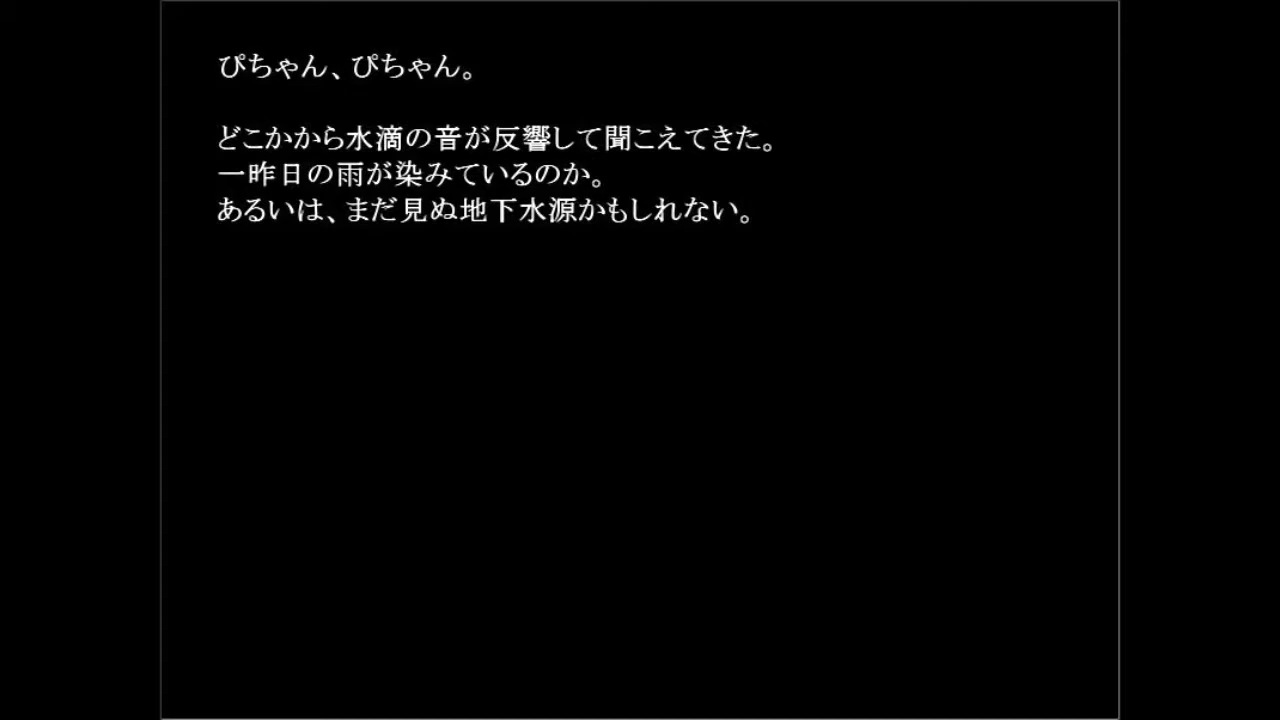 ぴちゃん、ぴちゃん。
どこかから水滴の音が反響して聞こえてきた。
一昨日の雨が染みているのか。
あるいは、まだ見ぬ地下水源かもしれない。